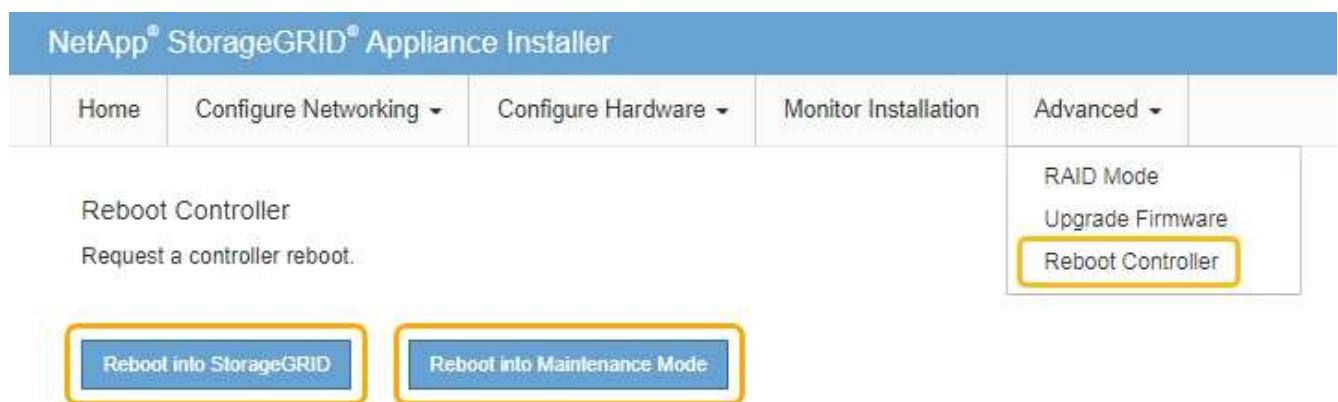 NetApp® StorageGRID® Appliance Installer
Home Configure Networking Configure Hardware Monitor Installation Advanced
RAID Mode
Upgrade Firmware
Reboot Controller
Reboot Controller
Request a controller reboot.
Reboot into StorageGRID Reboot into Maintenance Mode